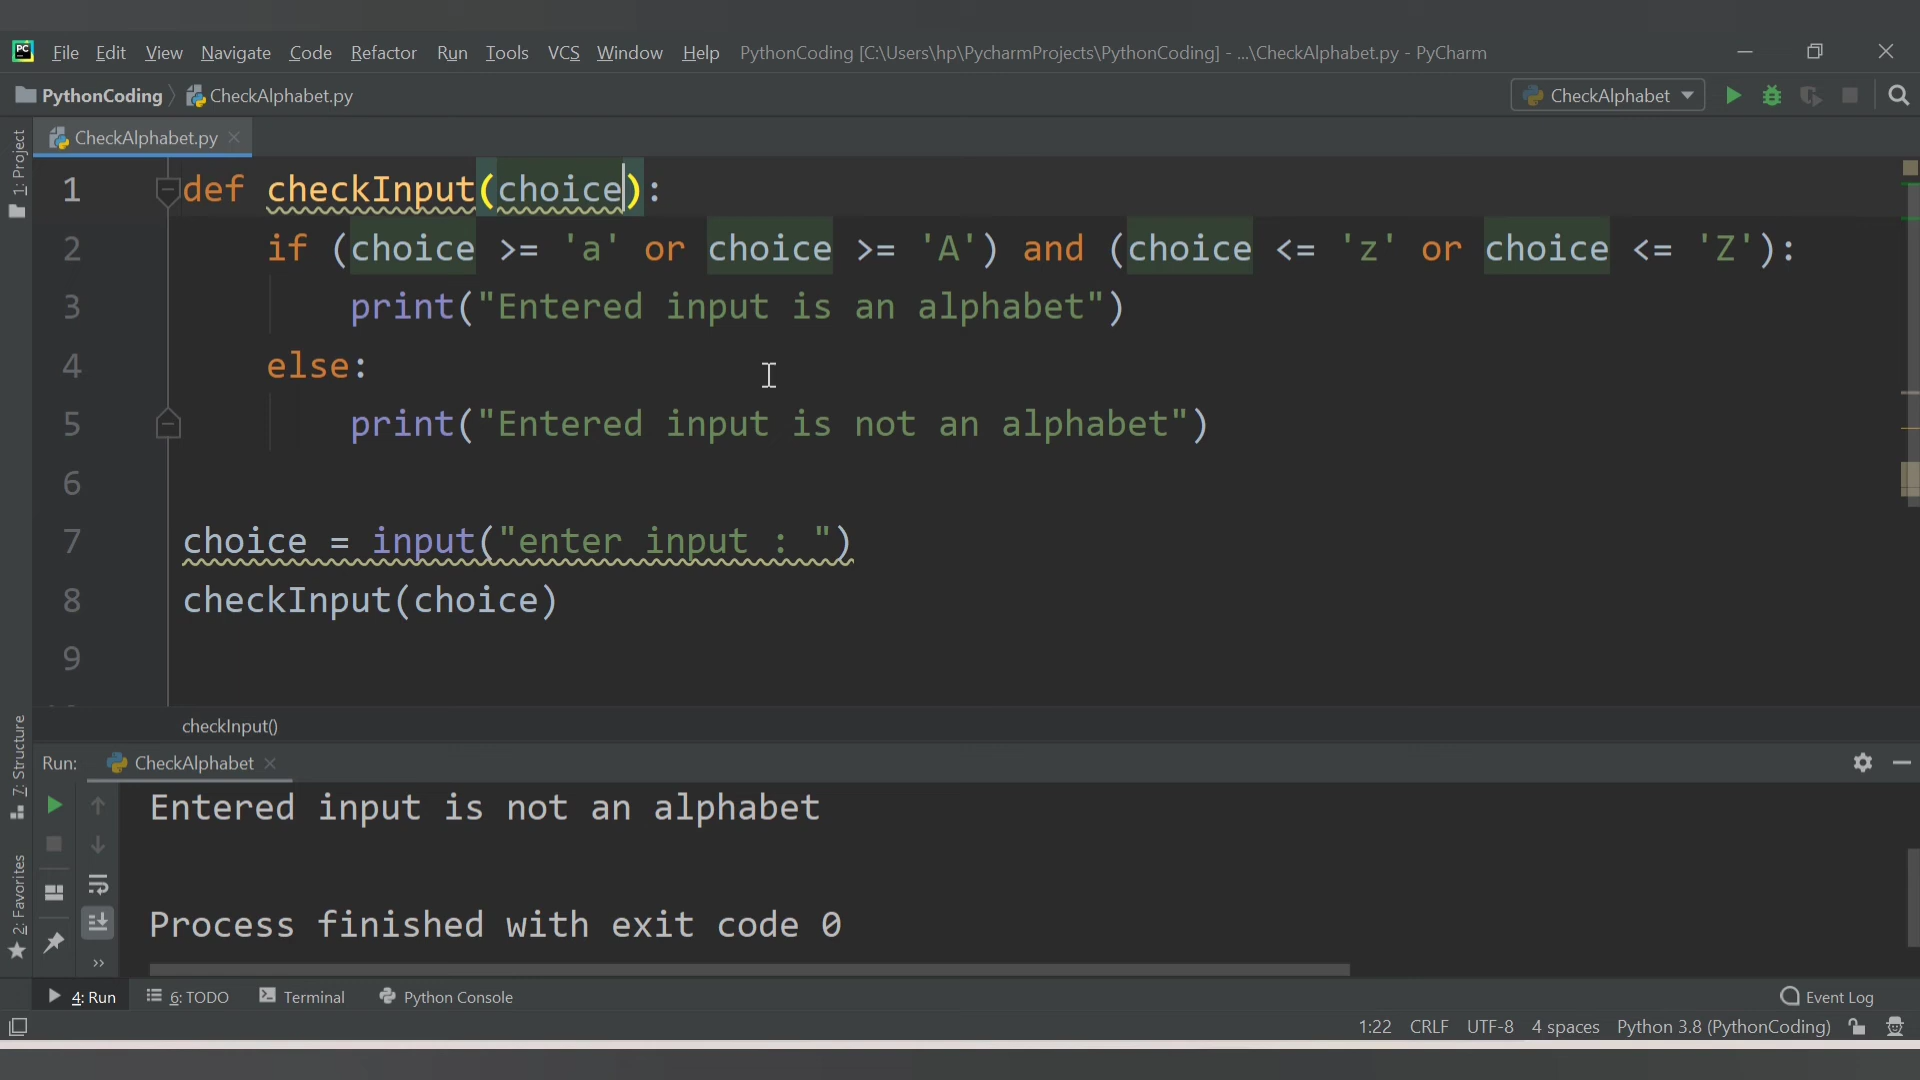 File Edit View Navigate Code Refactor Run Tools VCS Window Help PythonCoding [C:\Users\hp\PycharmProjects\PythonCoding] - ...\CheckAlphabet.py - PyCharm
PythonCoding CheckAlphabet.py CheckAlphabet
1: Project
CheckAlphabet.py
1 def checkInput(choice):
2 if (choice >= 'a' or choice >= 'A') and (choice <= 'z' or choice <= 'Z'):
3 print("Entered input is an alphabet")
4 else:
5 print("Entered input is not an alphabet")
6
7 choice = input("enter input : ")
8 checkInput(choice)
9
checkInput()
7: Structure
2: Favorites
Run: CheckAlphabet
Entered input is not an alphabet
Process finished with exit code 0
4: Run 6: TODO Terminal Python Console Event Log
1:22 CRLF UTF-8 4 spaces Python 3.8 (PythonCoding)